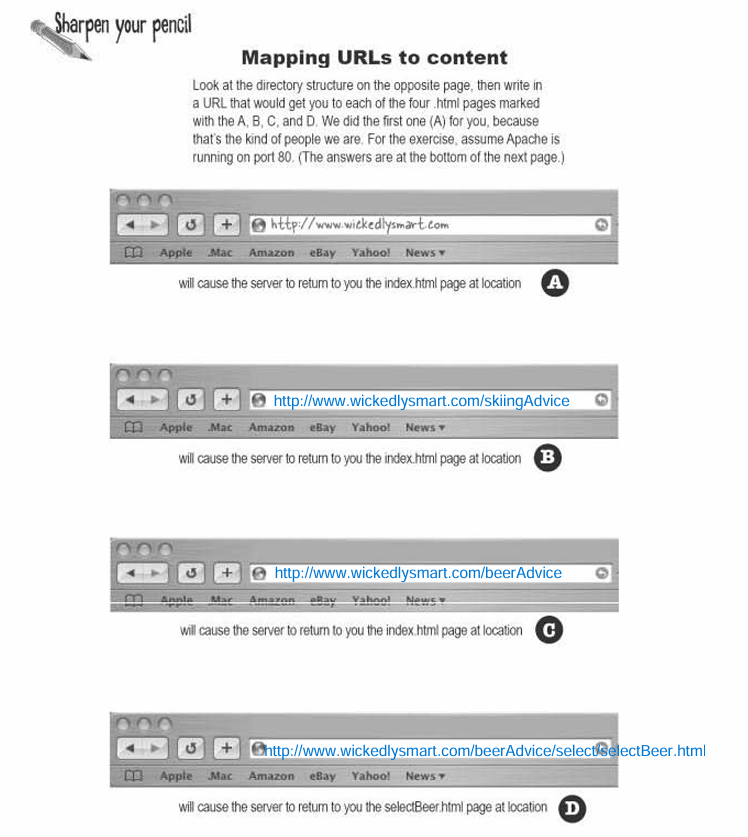 Sharpen your pencil
Mapping URLs to content
Look at the directory structure on the opposite page, then write in
a URL that would get you to each of the four .html pages marked
with the A, B, C, and D. We did the first one (A) for you, because
that's the kind of people we are. For the exercise, assume Apache is
running on port 80. (The answers are at the bottom of the next page.)
http://www.wickedlysmart.com
Apple .Mac Amazon eBay Yahoo! News ▾
will cause the server to return to you the index.html page at location A
http://www.wickedlysmart.com/skiingAdvice
Apple .Mac Amazon eBay Yahoo! News ▾
will cause the server to return to you the index.html page at location B
http://www.wickedlysmart.com/beerAdvice
Apple .Mac Amazon eBay Yahoo! News ▾
will cause the server to return to you the index.html page at location C
http://www.wickedlysmart.com/beerAdvice/select/selectBeer.html
Apple .Mac Amazon eBay Yahoo! News ▾
will cause the server to return to you the selectBeer.html page at location D